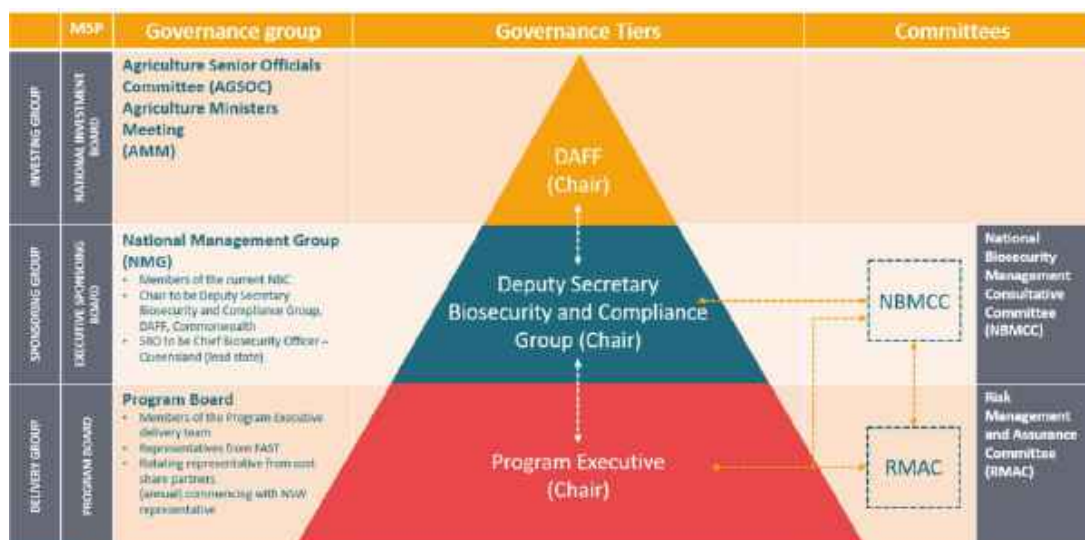 MSP
Governance group
Governance Tiers
Committees
INVESTING GROUP
NATIONAL INVESTMENT
BOARD
Agriculture Senior Officials
Committee (AGSOC)
Agriculture Ministers
Meeting
(AMM)
DAFF
(Chair)
SPONSORING GROUP
EXECUTIVE SPONSORING
BOARD
National Management Group
(NMG)
• Members of the current NBC
• Chair to be Deputy Secretary
Biosecurity and Compliance Group,
DAFF, Commonwealth
• SRO to be Chief Biosecurity Officer –
Queensland (lead state)
Deputy Secretary
Biosecurity and Compliance
Group (Chair)
NBMCC
National
Biosecurity
Management
Consultative
Committee
(NBMCC)
DELIVERY GROUP
PROGRAM BOARD
Program Board
• Members of the Program Executive
delivery team
• Representatives from FAST
• Rotating representative from cost
share partners
(annual) commencing with NSW
representative
Program Executive
(Chair)
RMAC
Risk
Management
and Assurance
Committee
(RMAC)